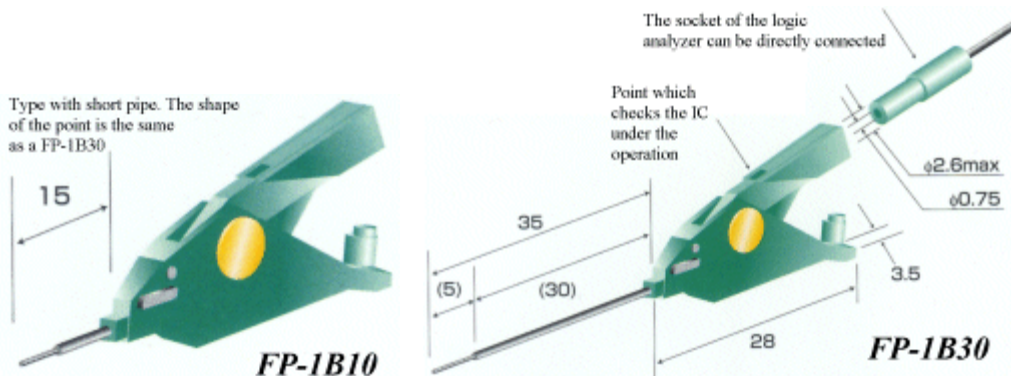 Type with short pipe. The shape
of the point is the same
as a FP-1B30
15
FP-1B10
The socket of the logic
analyzer can be directly connected
Point which
checks the IC
under the
operation
φ2.6max
φ0.75
35
(5)
(30)
3.5
28
FP-1B30